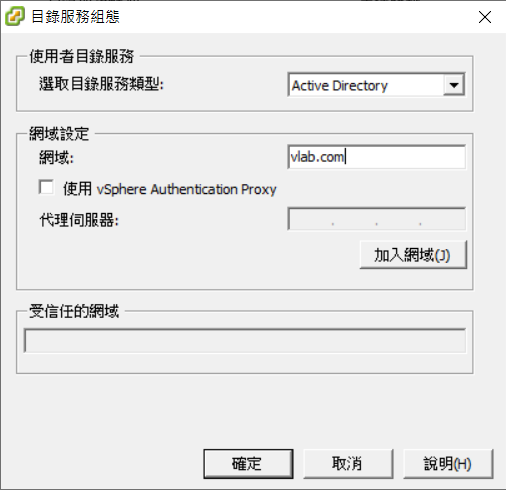 目錄服務組態
使用者目錄服務
選取目錄服務類型: Active Directory
網域設定
網域: vlab.com
使用 vSphere Authentication Proxy
代理伺服器: . . .
加入網域(J)
受信任的網域
確定 取消 說明(H)